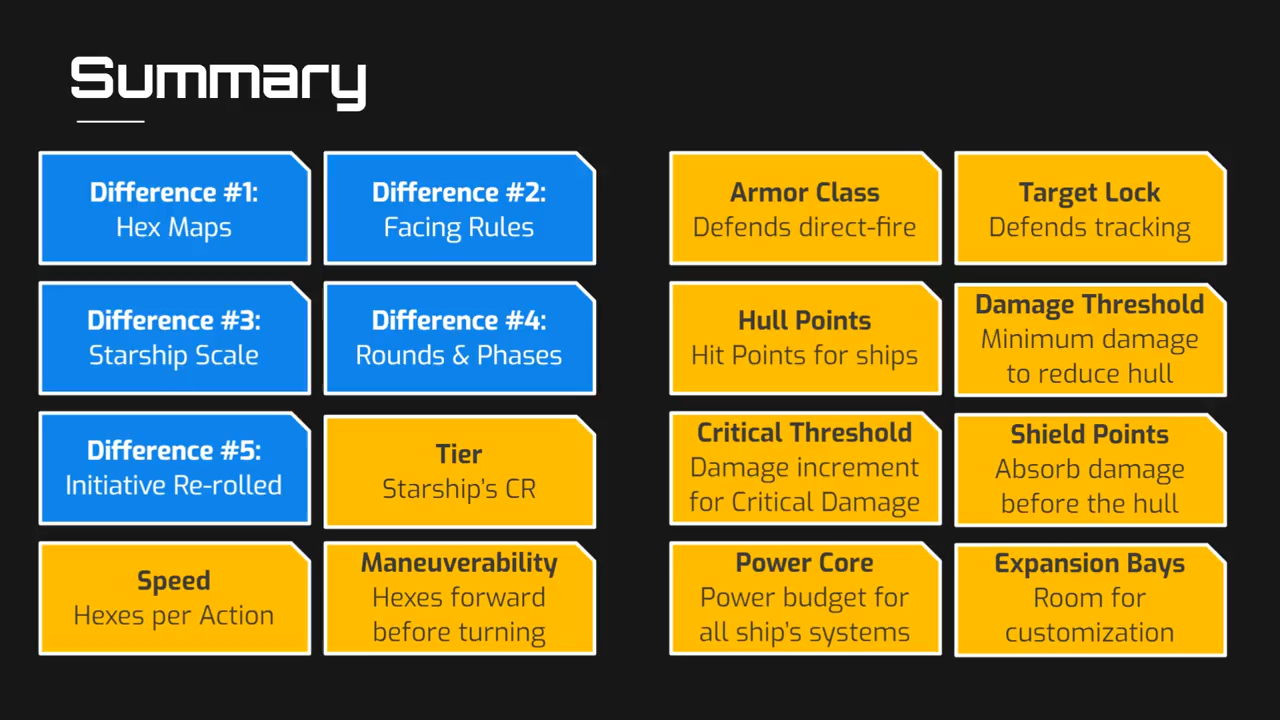 Summary
Difference #1:
Hex Maps
Difference #2:
Facing Rules
Difference #3:
Starship Scale
Difference #4:
Rounds & Phases
Difference #5:
Initiative Re-rolled
Tier
Starship's CR
Speed
Hexes per Action
Maneuverability
Hexes forward
before turning
Armor Class
Defends direct-fire
Target Lock
Defends tracking
Hull Points
Hit Points for ships
Damage Threshold
Minimum damage
to reduce hull
Critical Threshold
Damage increment
for Critical Damage
Shield Points
Absorb damage
before the hull
Power Core
Power budget for
all ship's systems
Expansion Bays
Room for
customization